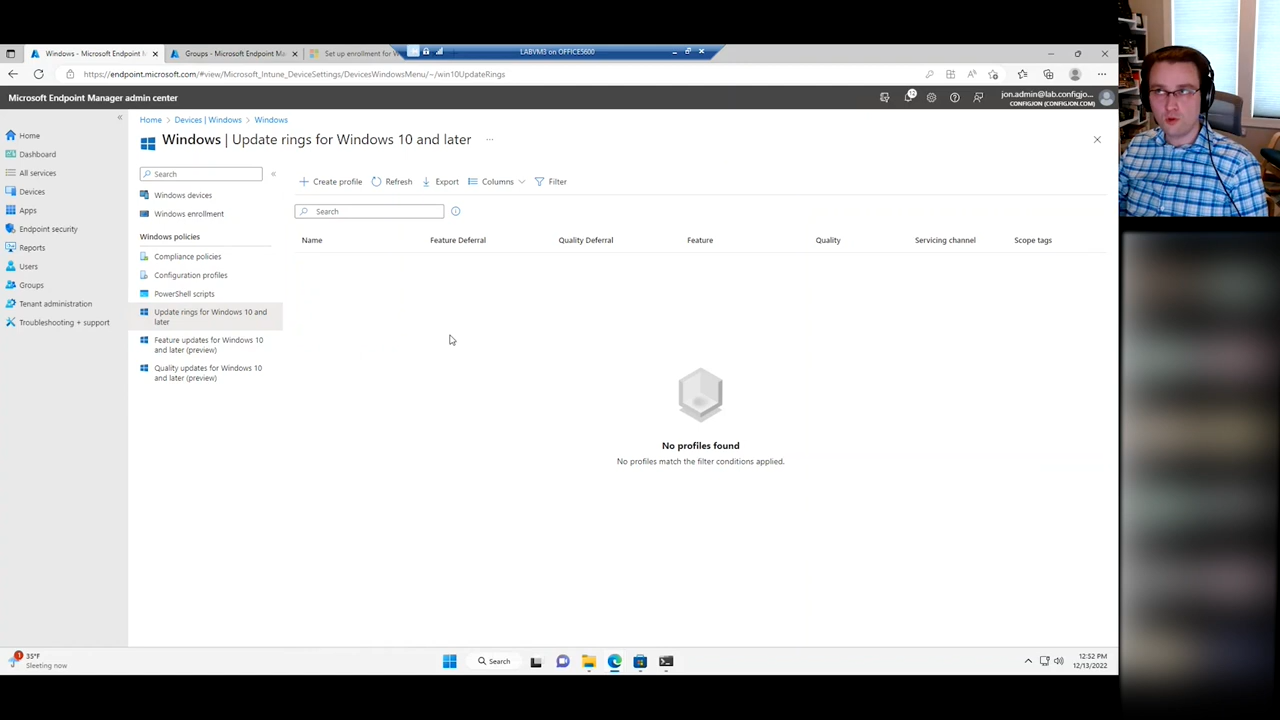 Windows - Microsoft Endpoint M
Groups - Microsoft Endpoint Ma
Set up enrollment for W
LABVM3 on OFFICE5600
https://endpoint.microsoft.com/#view/Microsoft_Intune_DeviceSettings/DevicesWindowsMenu/~/win10UpdateRings
Microsoft Endpoint Manager admin center
12
jon.admin@lab.configjo...
CONFIGJON (CONFIGJON.COM)
Home
Dashboard
All services
Devices
Apps
Endpoint security
Reports
Users
Groups
Tenant administration
Troubleshooting + support
Home > Devices | Windows > Windows
Windows | Update rings for Windows 10 and later ...
Search
Windows devices
Windows enrollment
Windows policies
Compliance policies
Configuration profiles
PowerShell scripts
Update rings for Windows 10 and
later
Feature updates for Windows 10
and later (preview)
Quality updates for Windows 10
and later (preview)
Create profile Refresh Export Columns Filter
Search
Name Feature Deferral Quality Deferral Feature Quality Servicing channel Scope tags
No profiles found
No profiles match the filter conditions applied.
1
35°F
Sleeting now
Search
12:52 PM
12/13/2022